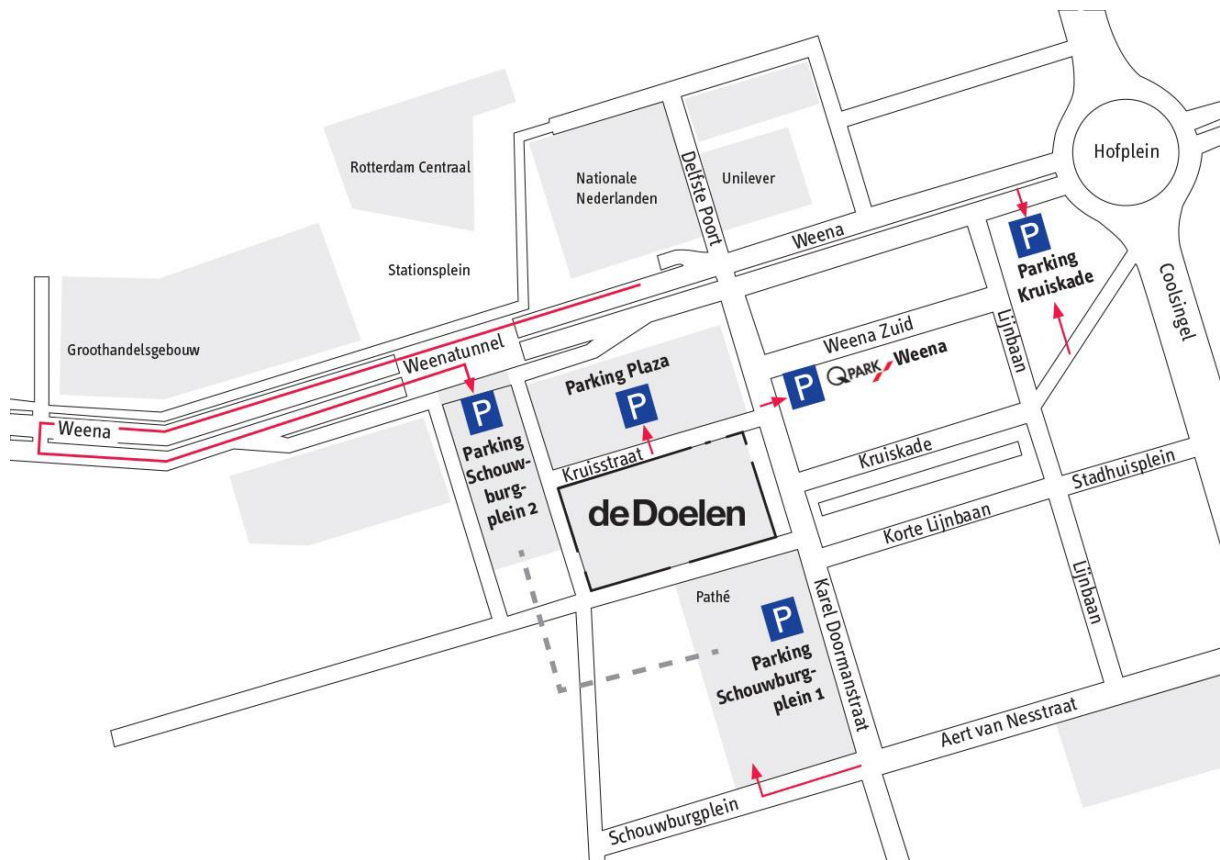 Hofplein
Rotterdam Centraal
Nationale
Nederlanden
Delfste Poort
Unilever
Weena
P
Parking
Kruiskade
Stationsplein
Coolsingel
Groothandelsgebouw
Weenatunnel
Weena Zuid
Lijnbaan
Parking Plaza
P
P
QPARK Weena
P
Weena
Parking
Schouw-
burg-
plein 2
Kruisstraat
Kruiskade
Stadhuisplein
deDoelen
Korte Lijnbaan
Pathé
P
Parking
Schouwburg-
plein 1
Karel Doormanstraat
Lijnbaan
Aert van Nesstraat
Schouwburgplein